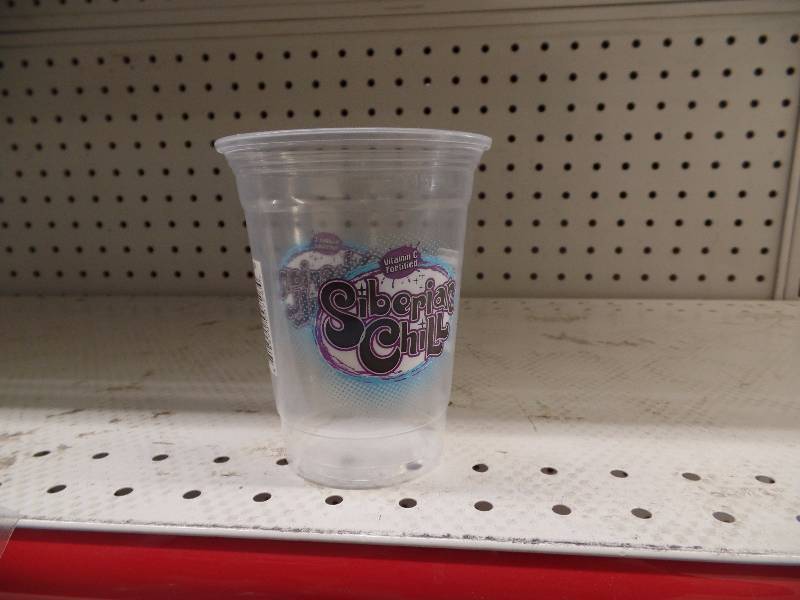 Vitamin C
Fortified
Siberian
Chill